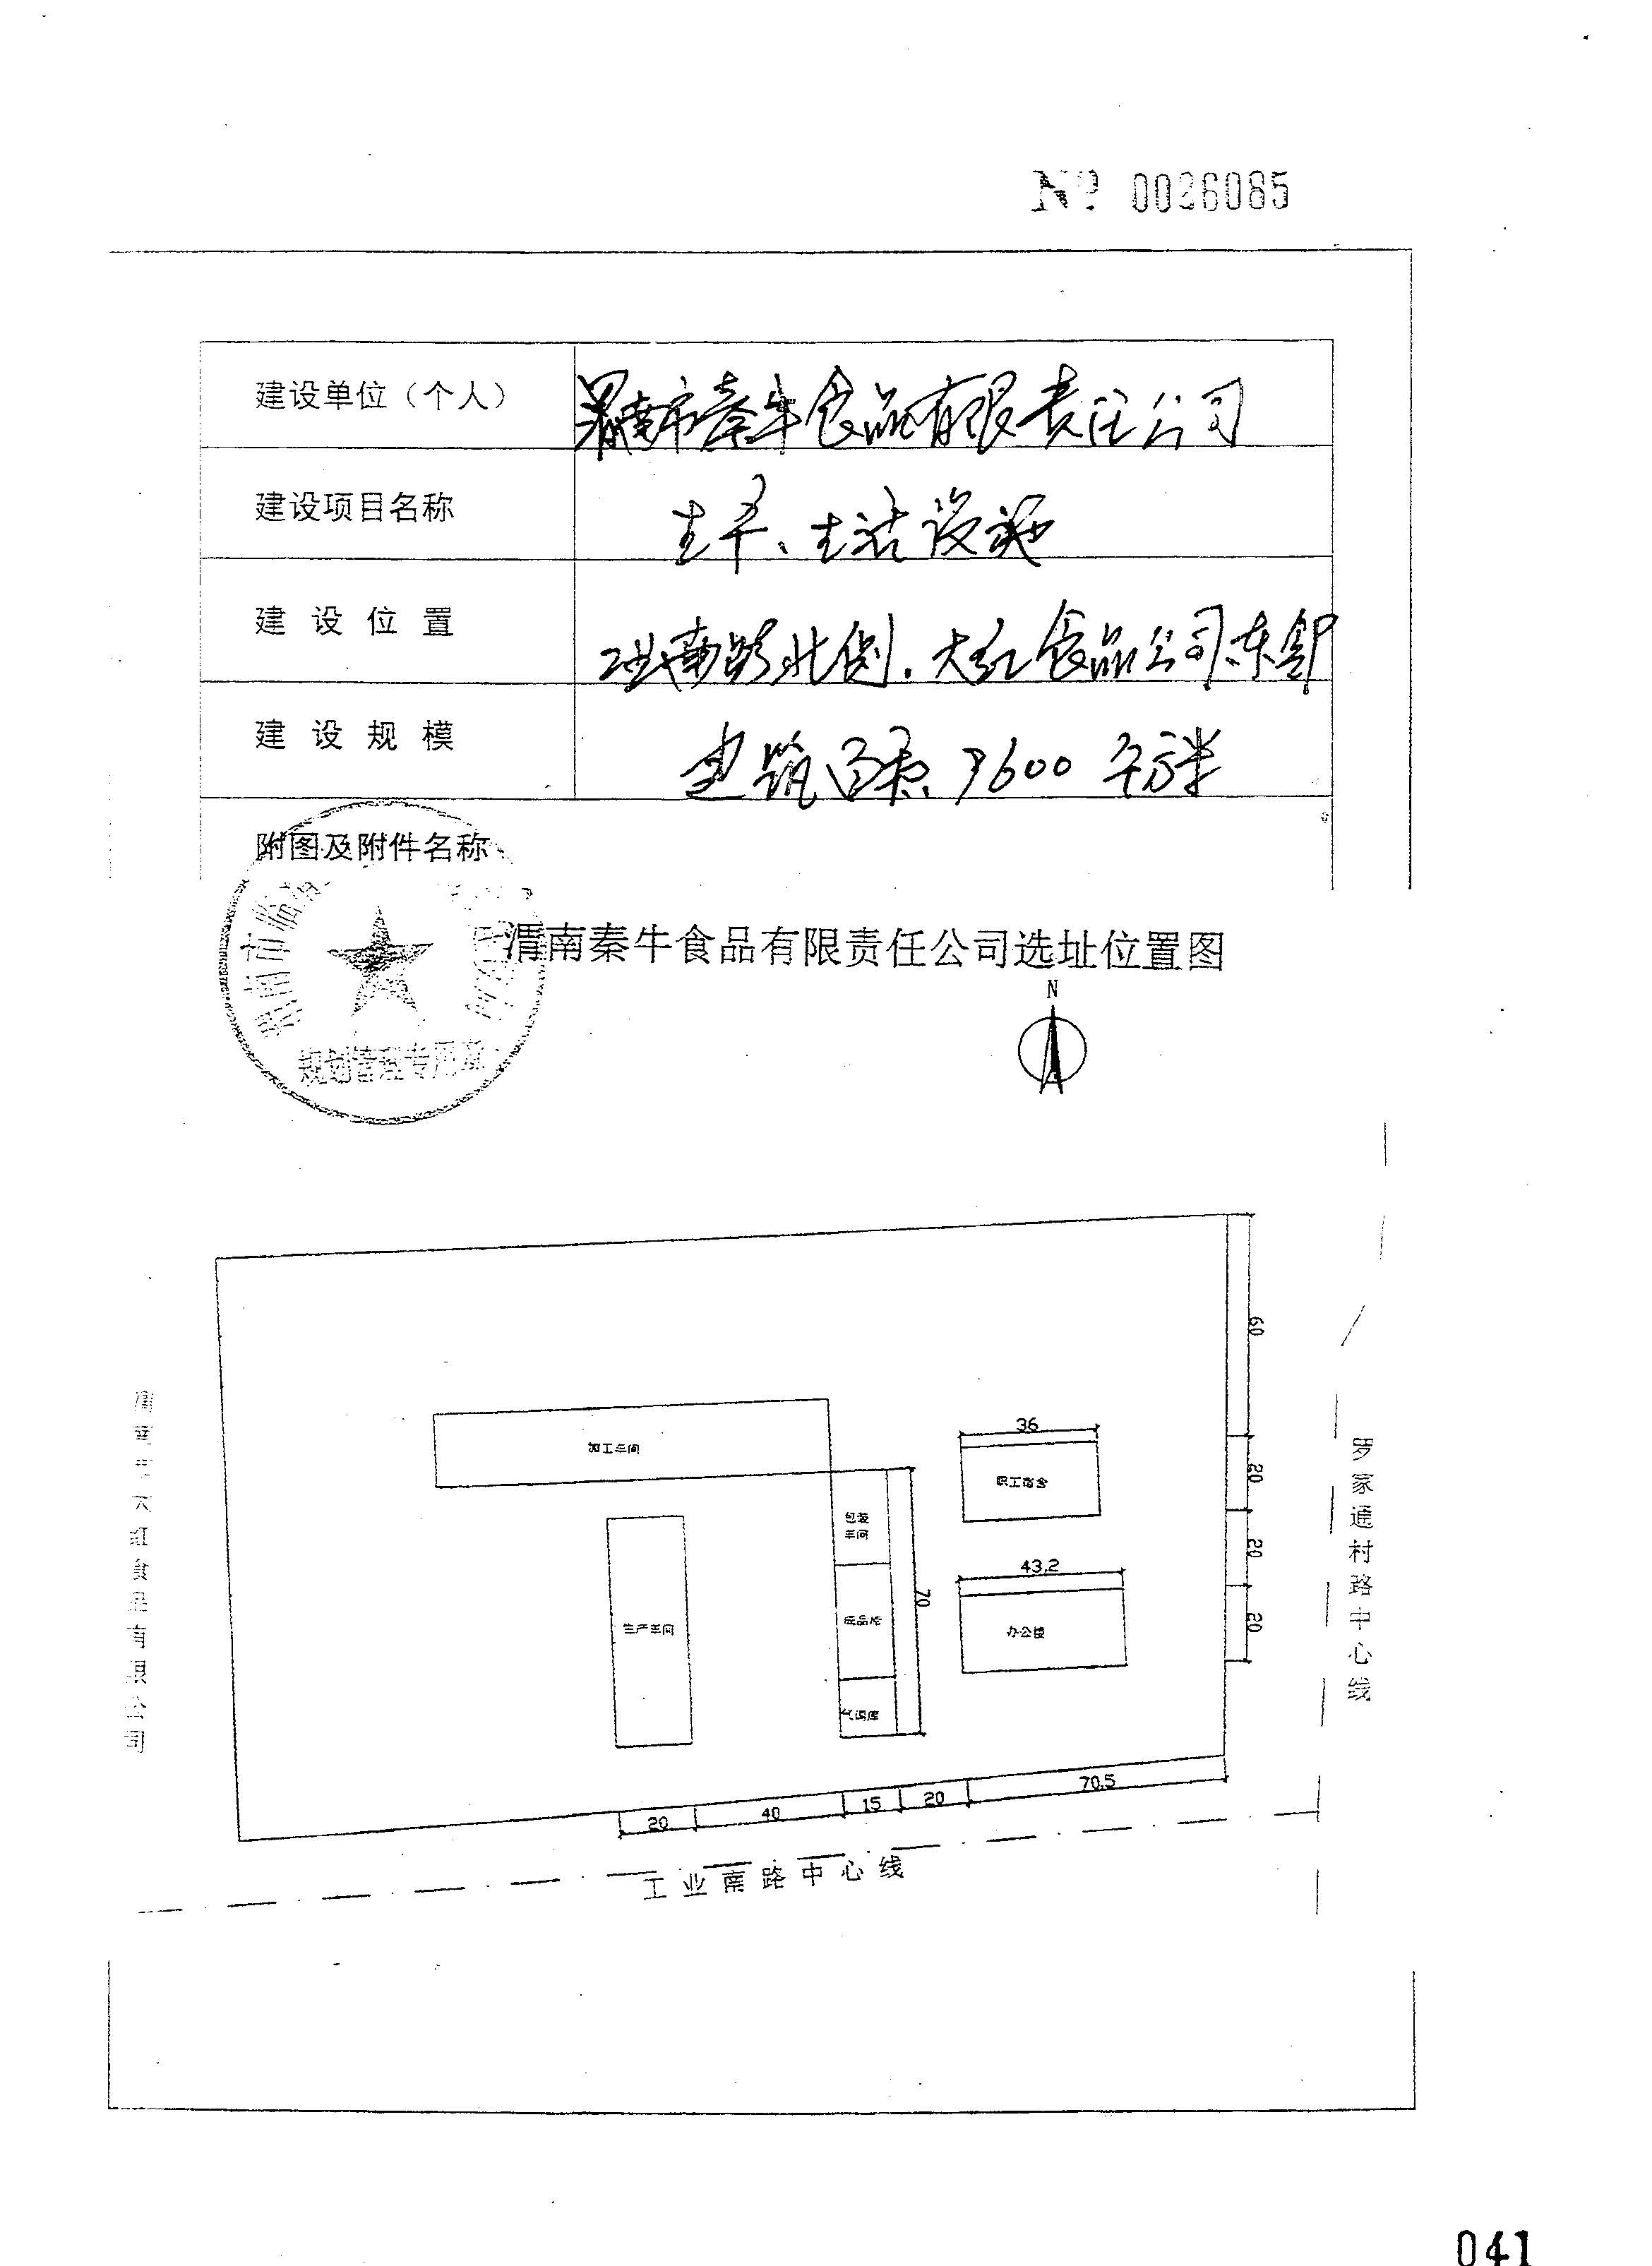 № 0026085
建设单位（个人） 渭南市秦牛食品有限责任公司
建设项目名称 生产、生活设施
建设位置 工业南路北侧.大红食品公司东邻
建设规模 建筑面积 9600 平方米
附图及附件名称
渭南市临
规划管理专用章
渭南秦牛食品有限责任公司选址位置图
N
60
加工车间
36
职工宿舍
20
包装
车间
20
43.2
70
成品库
生产车间
办公楼
20
气调库
渭南市大红食品有限公司
罗家通村路中心线
70.5
20 40 15 20
工业南路中心线
041